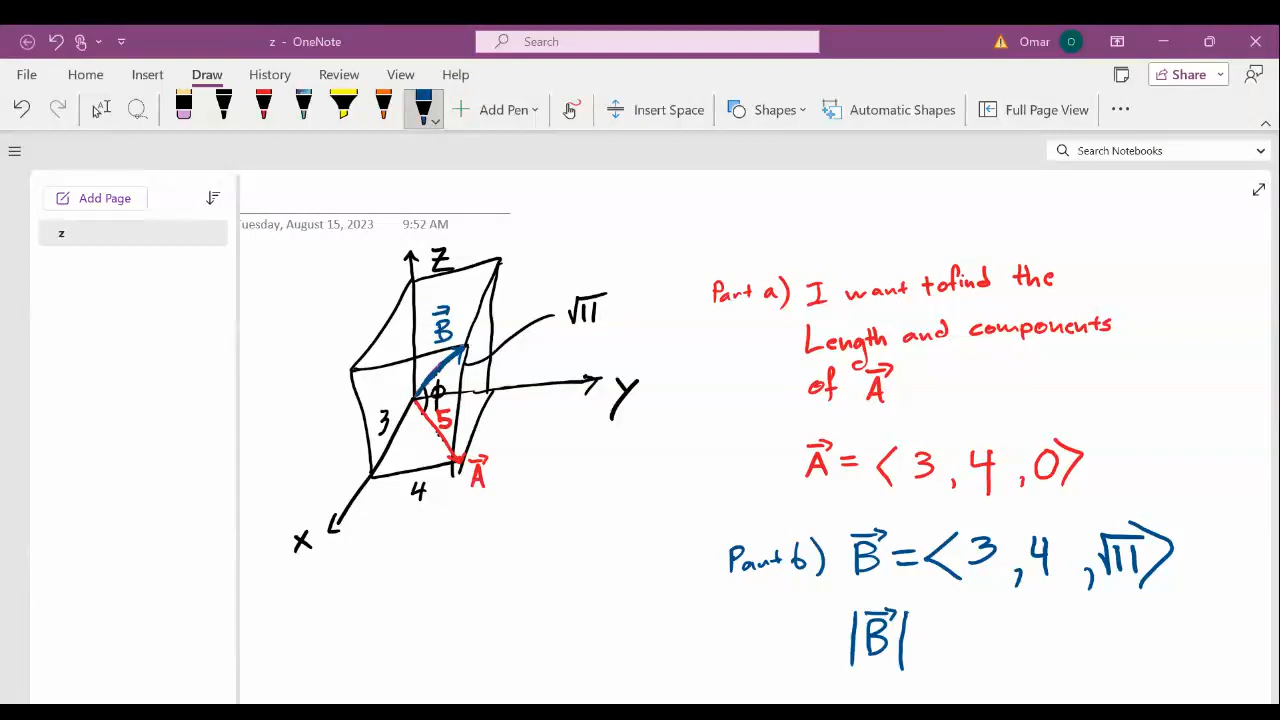 z - OneNote
Search
Omar
O
File
Home
Insert
Draw
History
Review
View
Help
Share
Add Pen
Insert Space
Shapes
Automatic Shapes
Full Page View
Search Notebooks
Add Page
z
uesday, August 15, 2023
9:52 AM
Z
B⃗
√11
ϕ
Y
3
5
A⃗
4
X
Part a) I want to find the
Length and components
of A⃗
A⃗ = <3, 4, 0>
Part b) B⃗ = <3, 4, √11>
|B⃗|